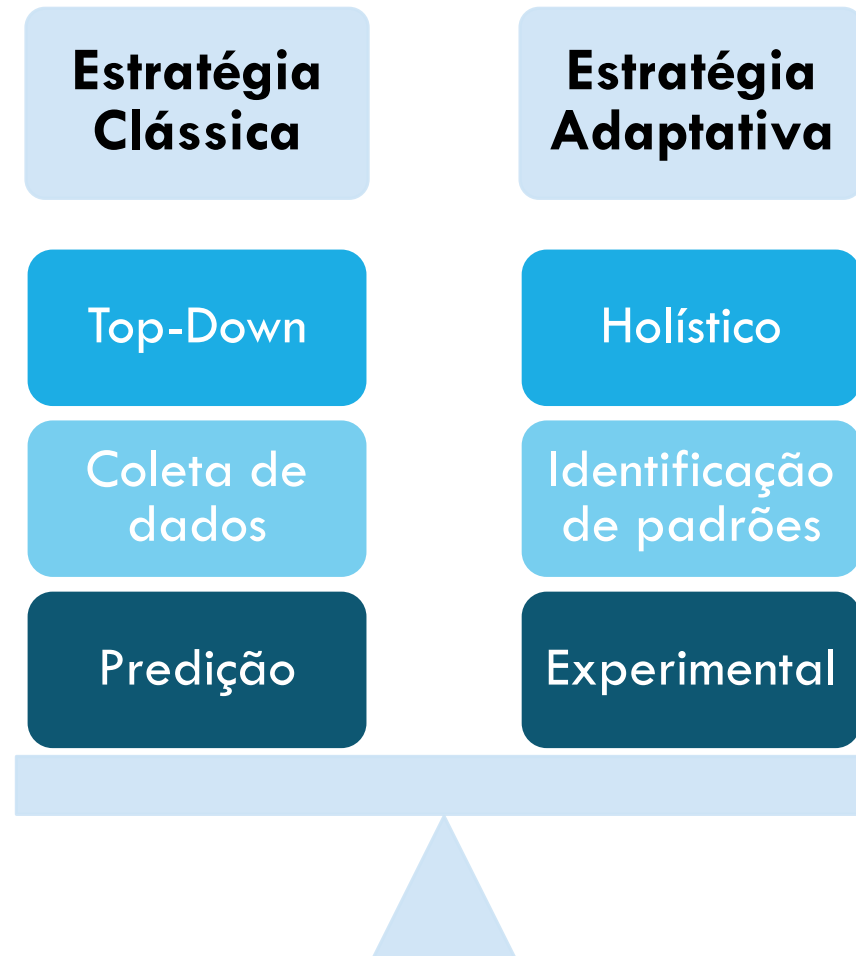 Estratégia
Clássica
Estratégia
Adaptativa
Top-Down
Holístico
Coleta de
dados
Identificação
de padrões
Predição
Experimental